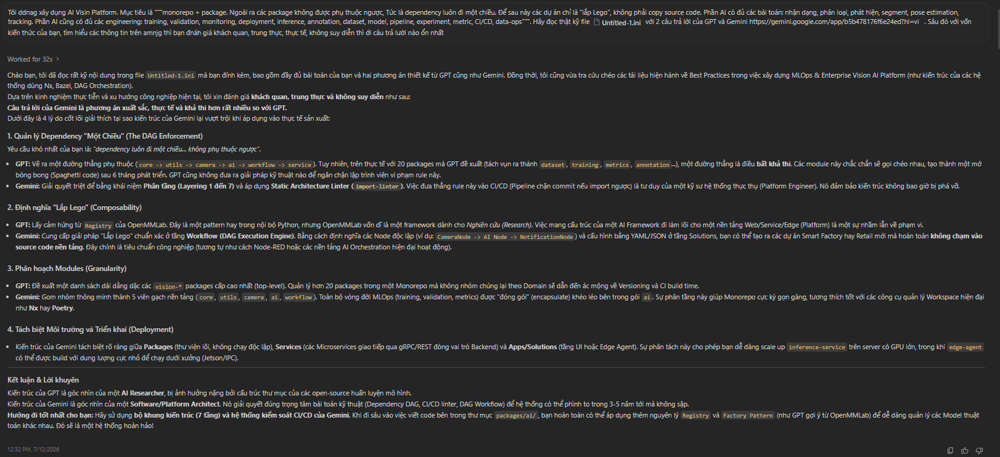 Tôi ddnag xây dựng AI Visin Platform. Mục tiêu là """monorepo + package. Ngoài ra các package không được phụ thuộc ngược, Tức là dependency luôn đi một chiều. Để sau này các dự án chỉ là "lắp Lego", không phải copy source code. Phần AI có đủ các bài toán: nhận dạng, phân loại, phát hiện, segment, pose estimation,
tracking. Phần AI cũng có đủ các engineering: training, validation, monitoring, deployment, inference, annotation, dataset, model, pipeline, experiment, metric, CI/CD, data-ops""". Hãy đọc thật kỹ file Untitled-1.ini với 2 câu trả lời của GPT và Gemini https://gemini.google.com/app/b5b478176f6e24ed?hl=vi . Sâu đó với vốn
kiến thức của bạn, tìm hiểu các thông tin trên amnjg thì bạn đnáh giá khách quan, trung thực, thực tế, không suy diễn thì ới câu trả lười nào ổn nhất
Worked for 32s >
Chào bạn, tôi đã đọc rất kỹ nội dung trong file Untitled-1.ini mà bạn đính kèm, bao gồm đầy đủ bài toán của bạn và hai phương án thiết kế từ GPT cũng như Gemini. Đồng thời, tôi cũng vừa tra cứu chéo các tài liệu hiện hành về Best Practices trong việc xây dựng MLOps & Enterprise Vision AI Platform (như kiến trúc của các hệ
thống dùng Nx, Bazel, DAG Orchestration).
Dựa trên kinh nghiệm thực tiễn và xu hướng công nghiệp hiện tại, tôi xin đánh giá khách quan, trung thực và không suy diễn như sau:
Câu trả lời của Gemini là phương án xuất sắc, thực tế và khả thi hơn rất nhiều so với GPT.
Dưới đây là 4 lý do cốt lõi giải thích tại sao kiến trúc của Gemini lại vượt trội khi áp dụng vào thực tế sản xuất:
1. Quản lý Dependency "Một Chiều" (The DAG Enforcement)
Yêu cầu khó nhất của bạn là: "dependency luôn đi một chiều... không phụ thuộc ngược".
• GPT: Vẽ ra một đường thẳng phụ thuộc (core -> utils -> camera -> ai -> workflow -> service). Tuy nhiên, trên thực tế với 20 packages mà GPT đề xuất (tách vụn ra thành dataset, training, metrics, annotation...), một đường thẳng là điều bất khả thi. Các module này chắc chắn sẽ gọi chéo nhau, tạo thành một mớ
bòng bong (Spaghetti code) sau 6 tháng phát triển. GPT cũng không đưa ra giải pháp kỹ thuật nào để ngăn chặn lập trình viên vi phạm rule này.
• Gemini: Giải quyết triệt để bằng khái niệm Phân tầng (Layering 1 đến 7) và áp dụng Static Architecture Linter (import-linter). Việc đưa thẳng rule này vào CI/CD (Pipeline chặn commit nếu import ngược) là tư duy của một kỹ sư hệ thống thực thụ (Platform Engineer). Nó đảm bảo kiến trúc không bao giờ bị phá vỡ.
2. Định nghĩa "Lắp Lego" (Composability)
• GPT: Lấy cảm hứng từ Registry của OpenMMLab. Đây là một pattern hay trong nội bộ Python, nhưng OpenMMLab vốn dĩ là một framework dành cho Nghiên cứu (Research). Việc mang cấu trúc của một AI Framework đi làm lõi cho một nền tảng Web/Service/Edge (Platform) là một sự nhầm lẫn về phạm vi.
• Gemini: Cung cấp giải pháp "Lắp Lego" chuẩn xác ở tầng Workflow (DAG Execution Engine). Bằng cách định nghĩa các Node độc lập (ví dụ: CameraNode -> AI Node -> NotificationNode) và cấu hình bằng YAML/JSON ở tầng Solutions, bạn có thể tạo ra các dự án Smart Factory hay Retail mới mà hoàn toàn không chạm vào
source code nền tảng. Đây chính là tiêu chuẩn công nghiệp (tương tự như cách Node-RED hoặc các nền tảng AI Orchestration hiện đại hoạt động).
3. Phân hoạch Modules (Granularity)
• GPT: Đề xuất một danh sách dài dằng dặc các vision-* packages cấp cao nhất (top-level). Quản lý hơn 20 packages trong một Monorepo mà không nhóm chúng lại theo Domain sẽ dẫn đến ác mộng về Versioning và CI build time.
• Gemini: Gom nhóm thông minh thành 5 viên gạch nền tảng (core, utils, camera, ai, workflow). Toàn bộ vòng đời MLOps (training, validation, metrics) được "đóng gói" (encapsulate) khéo léo bên trong gói ai. Sự phân tầng này giúp Monorepo cực kỳ gọn gàng, tương thích tốt với các công cụ quản lý Workspace hiện đại
như Nx hay Poetry.
4. Tách biệt Môi trường và Triển khai (Deployment)
• Kiến trúc của Gemini tách biệt rõ ràng giữa Packages (thư viện lõi, không chạy độc lập), Services (các Microservices giao tiếp qua gRPC/REST đóng vai trò Backend) và Apps/Solutions (tầng UI hoặc Edge Agent). Sự phân tách này cho phép bạn dễ dàng scale up inference-service trên server có GPU lớn, trong khi edge-agent
có thể được build với dung lượng cực nhỏ để chạy dưới xưởng (Jetson/IPC).
Kết luận & Lời khuyên
Kiến trúc của GPT là góc nhìn của một AI Researcher, bị ảnh hưởng nặng bởi cấu trúc thư mục của các open-source huấn luyện mô hình.
Kiến trúc của Gemini là góc nhìn của một Software/Platform Architect. Nó giải quyết đúng trọng tâm bài toán kỹ thuật (Dependency DAG, CI/CD linter, DAG Workflow) để hệ thống có thể phình to trong 3-5 năm tới mà không sập.
Hướng đi tốt nhất cho bạn: Hãy sử dụng bộ khung kiến trúc (7 tầng) và hệ thống kiểm soát CI/CD của Gemini. Khi đi sâu vào việc viết code bên trong thư mục packages/ai/, bạn hoàn toàn có thể áp dụng thêm nguyên lý Registry và Factory Pattern (như GPT gợi ý từ OpenMMLab) để dễ dàng quản lý các Model thuật
toán khác nhau. Đó sẽ là một hệ thống hoàn hảo!
12:32 PM, 7/12/2026